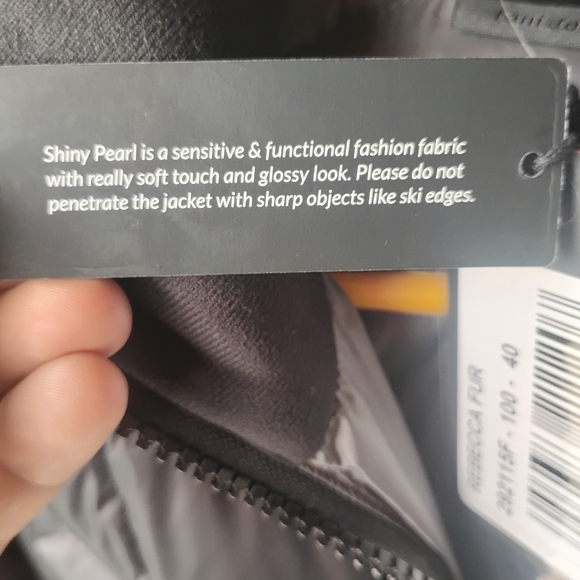 Shiny Pearl is a sensitive & functional fashion fabric
with really soft touch and glossy look. Please do not
penetrate the jacket with sharp objects like ski edges.
REBECCA FUR
292115F - 100 - 40